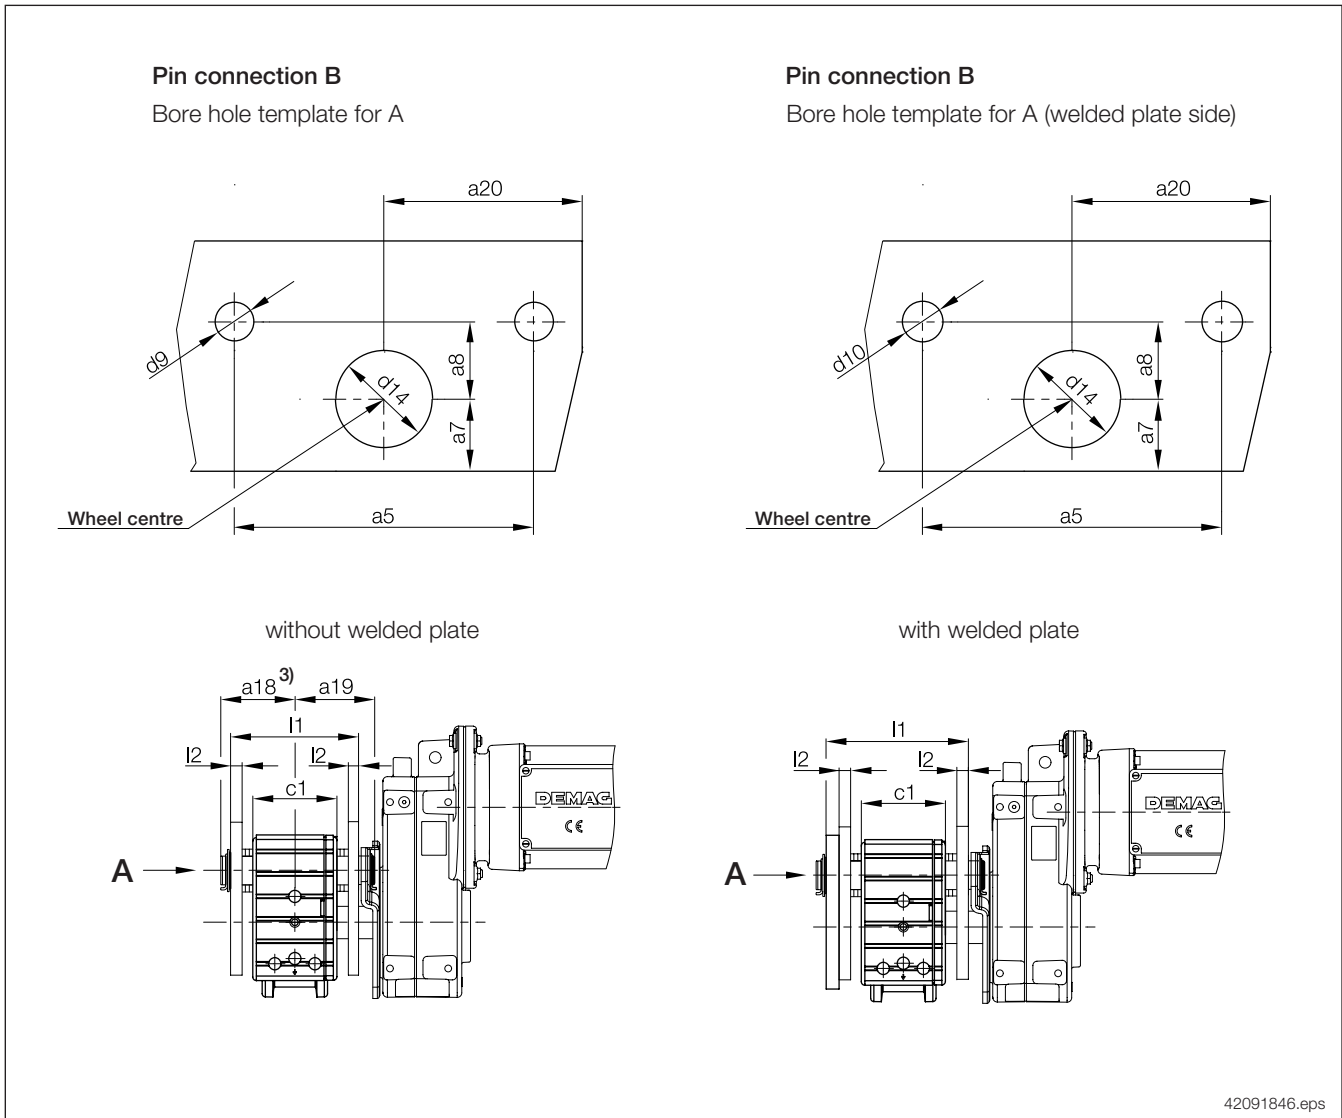 Pin connection B
Bore hole template for A
a20
d9
a8
d14
a7
Wheel centre
a5
without welded plate
a18 3)
a19
l1
l2
l2
c1
DEMAG
CE
A
Pin connection B
Bore hole template for A (welded plate side)
a20
d10
a8
d14
a7
Wheel centre
a5
with welded plate
l1
l2
l2
c1
DEMAG
CE
A
42091846.eps